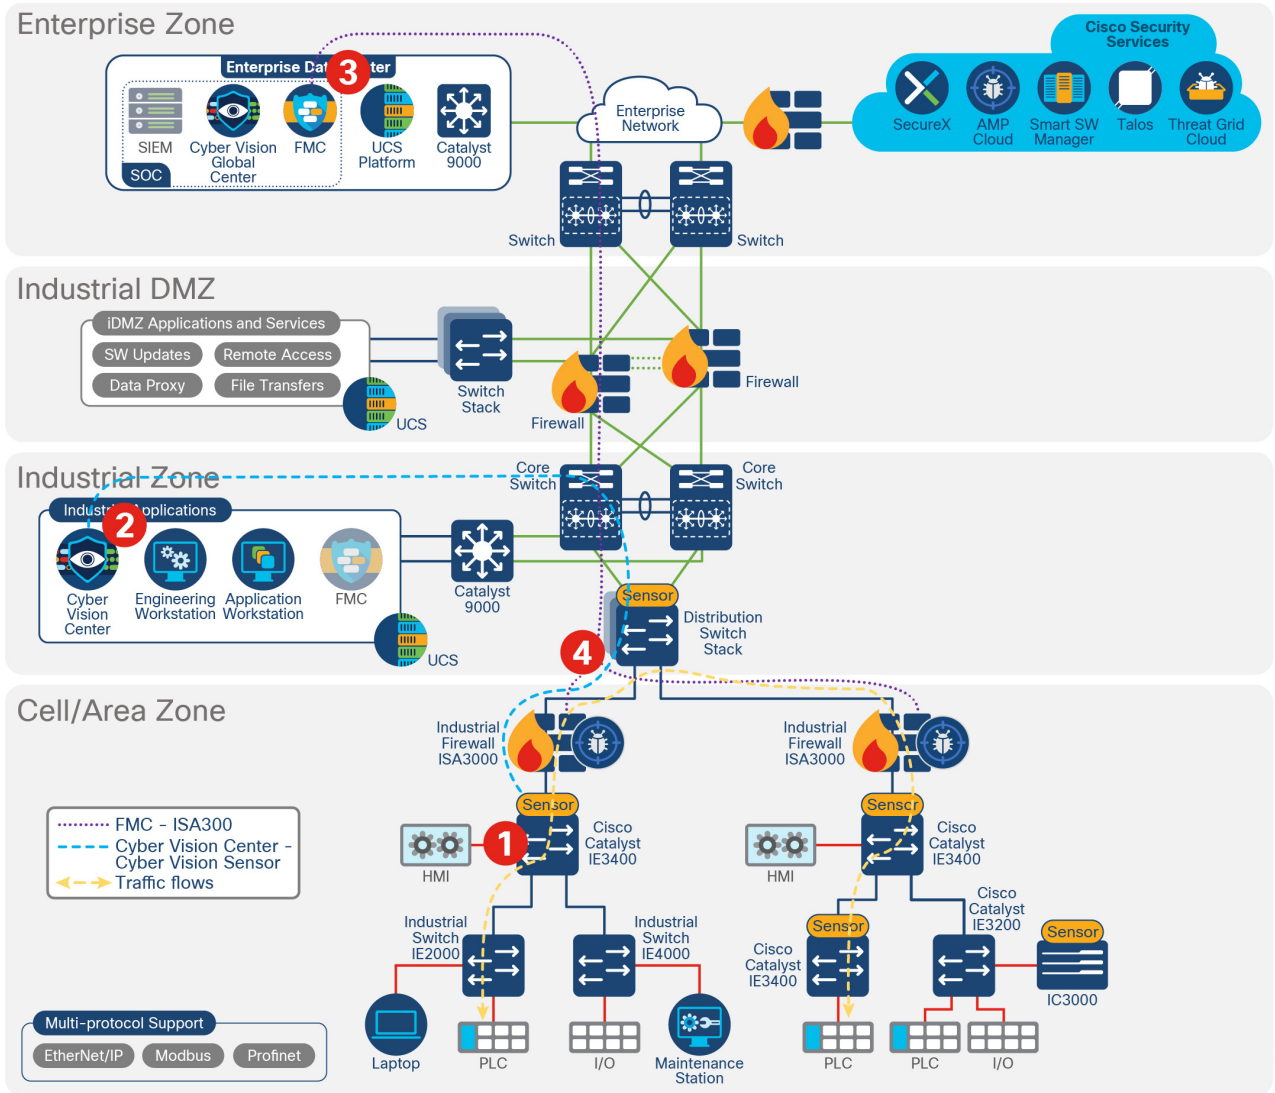 Enterprise Zone
Enterprise Data Center
3
SIEM
Cyber Vision
Global
Center
FMC
UCS
Platform
Catalyst
9000
SOC
Enterprise
Network
Cisco Security
Services
SecureX
AMP
Cloud
Smart SW
Manager
Talos
Threat Grid
Cloud
Switch
Switch
Industrial DMZ
iDMZ Applications and Services
SW Updates
Remote Access
Data Proxy
File Transfers
UCS
Switch
Stack
Firewall
Firewall
Industrial Zone
Industrial Applications
2
Cyber
Vision
Center
Engineering
Workstation
Application
Workstation
FMC
UCS
Catalyst
9000
Core
Switch
Core
Switch
Sensor
Distribution
Switch
Stack
4
Cell/Area Zone
Industrial
Firewall
ISA3000
Industrial
Firewall
ISA3000
FMC – ISA300
Cyber Vision Center –
Cyber Vision Sensor
Traffic flows
Sensor
1
HMI
Cisco
Catalyst
IE3400
Sensor
HMI
Cisco
Catalyst
IE3400
Industrial
Switch
IE2000
Industrial
Switch
IE4000
Sensor
Cisco
Catalyst
IE3400
Cisco
Catalyst
IE3200
Sensor
IC3000
Laptop
PLC
I/O
Maintenance
Station
PLC
PLC
I/O
Multi-protocol Support
EtherNet/IP
Modbus
Profinet